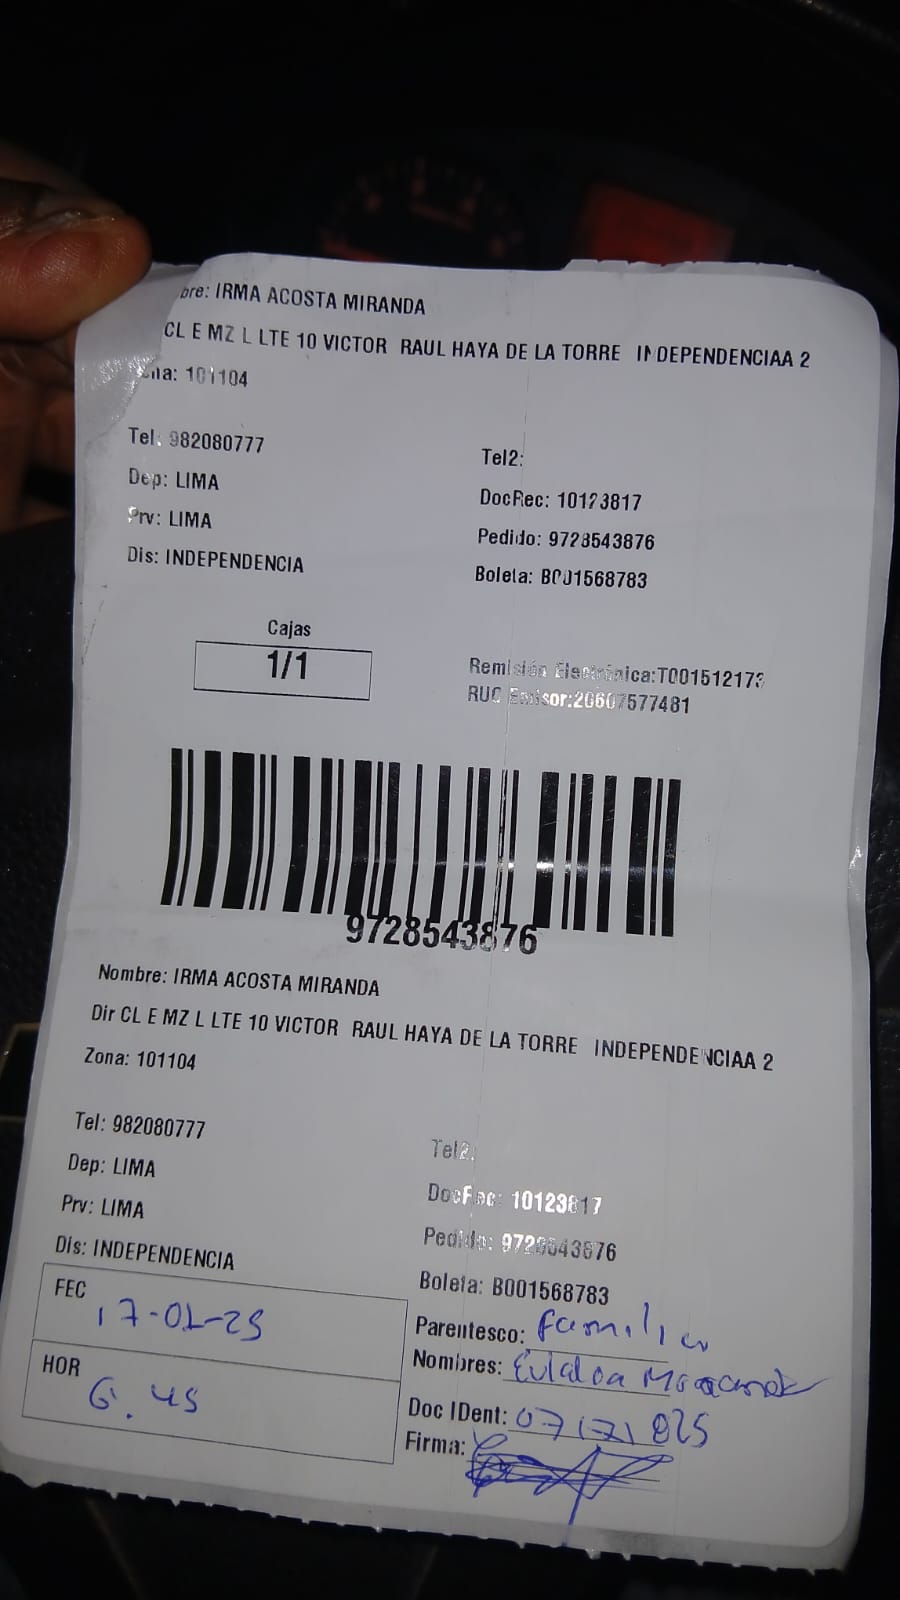 bre: IRMA ACOSTA MIRANDA
CL E MZ L LTE 10 VICTOR RAUL HAYA DE LA TORRE INDEPENDENCIAA 2
na: 101104
Tel: 982080777
Tel2:
Dep: LIMA
DocRec: 10123817
Prv: LIMA
Pedido: 9728543876
Dis: INDEPENDENCIA
Boleta: B001568783
Cajas
1/1
Remisión Electrónica:T001512173
RUC Emisor:20607577481
9728543876
Nombre: IRMA ACOSTA MIRANDA
Dir CL E MZ L LTE 10 VICTOR RAUL HAYA DE LA TORRE INDEPENDENCIAA 2
Zona: 101104
Tel: 982080777
Tel2:
Dep: LIMA
DocRec: 10123817
Prv: LIMA
Pedido: 9728543876
Dis: INDEPENDENCIA
Boleta: B001568783
FEC 17-01-25
Parentesco: familia
HOR 6.45
Nombres:
Doc IDent:
Firma: